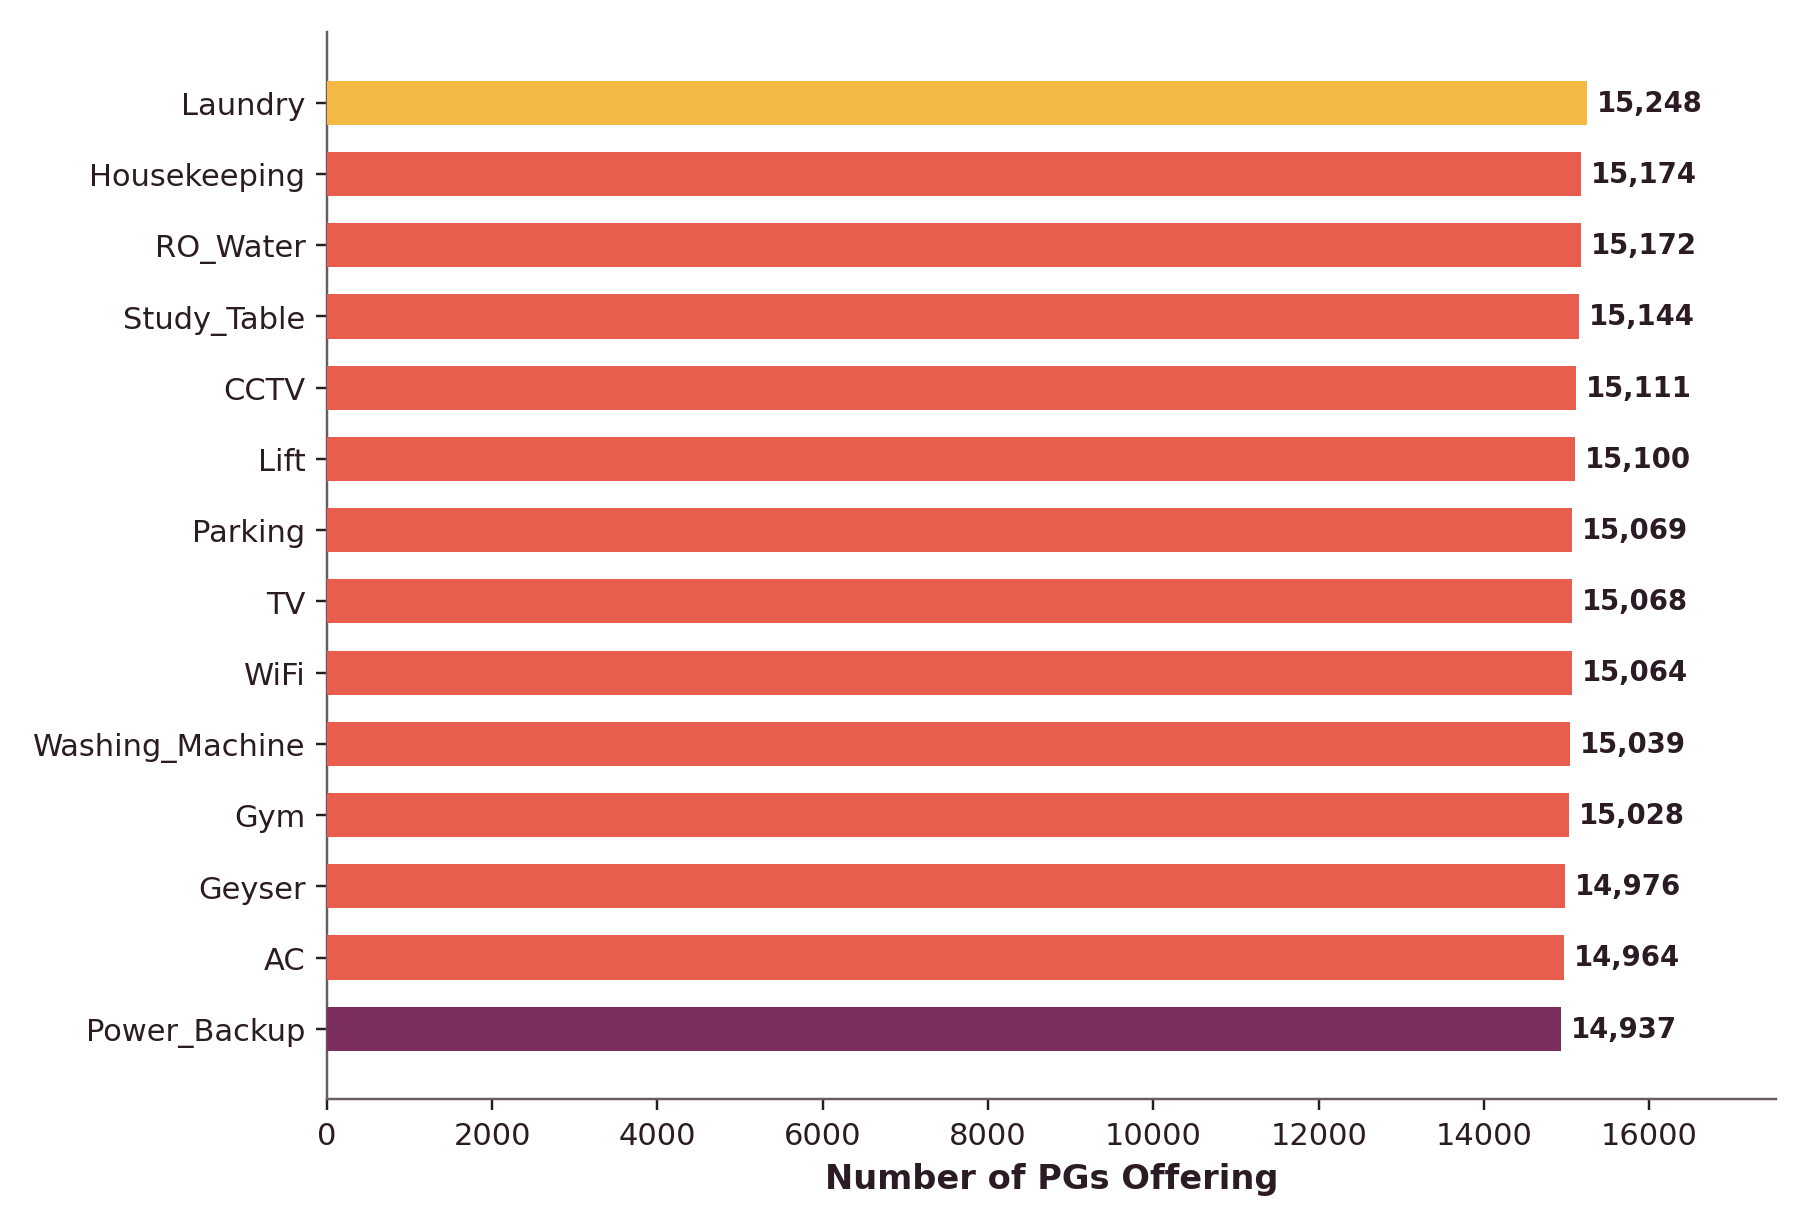 Laundry 15,248
Housekeeping 15,174
RO_Water 15,172
Study_Table 15,144
CCTV 15,111
Lift 15,100
Parking 15,069
TV 15,068
WiFi 15,064
Washing_Machine 15,039
Gym 15,028
Geyser 14,976
AC 14,964
Power_Backup 14,937
0 2000 4000 6000 8000 10000 12000 14000 16000
Number of PGs Offering